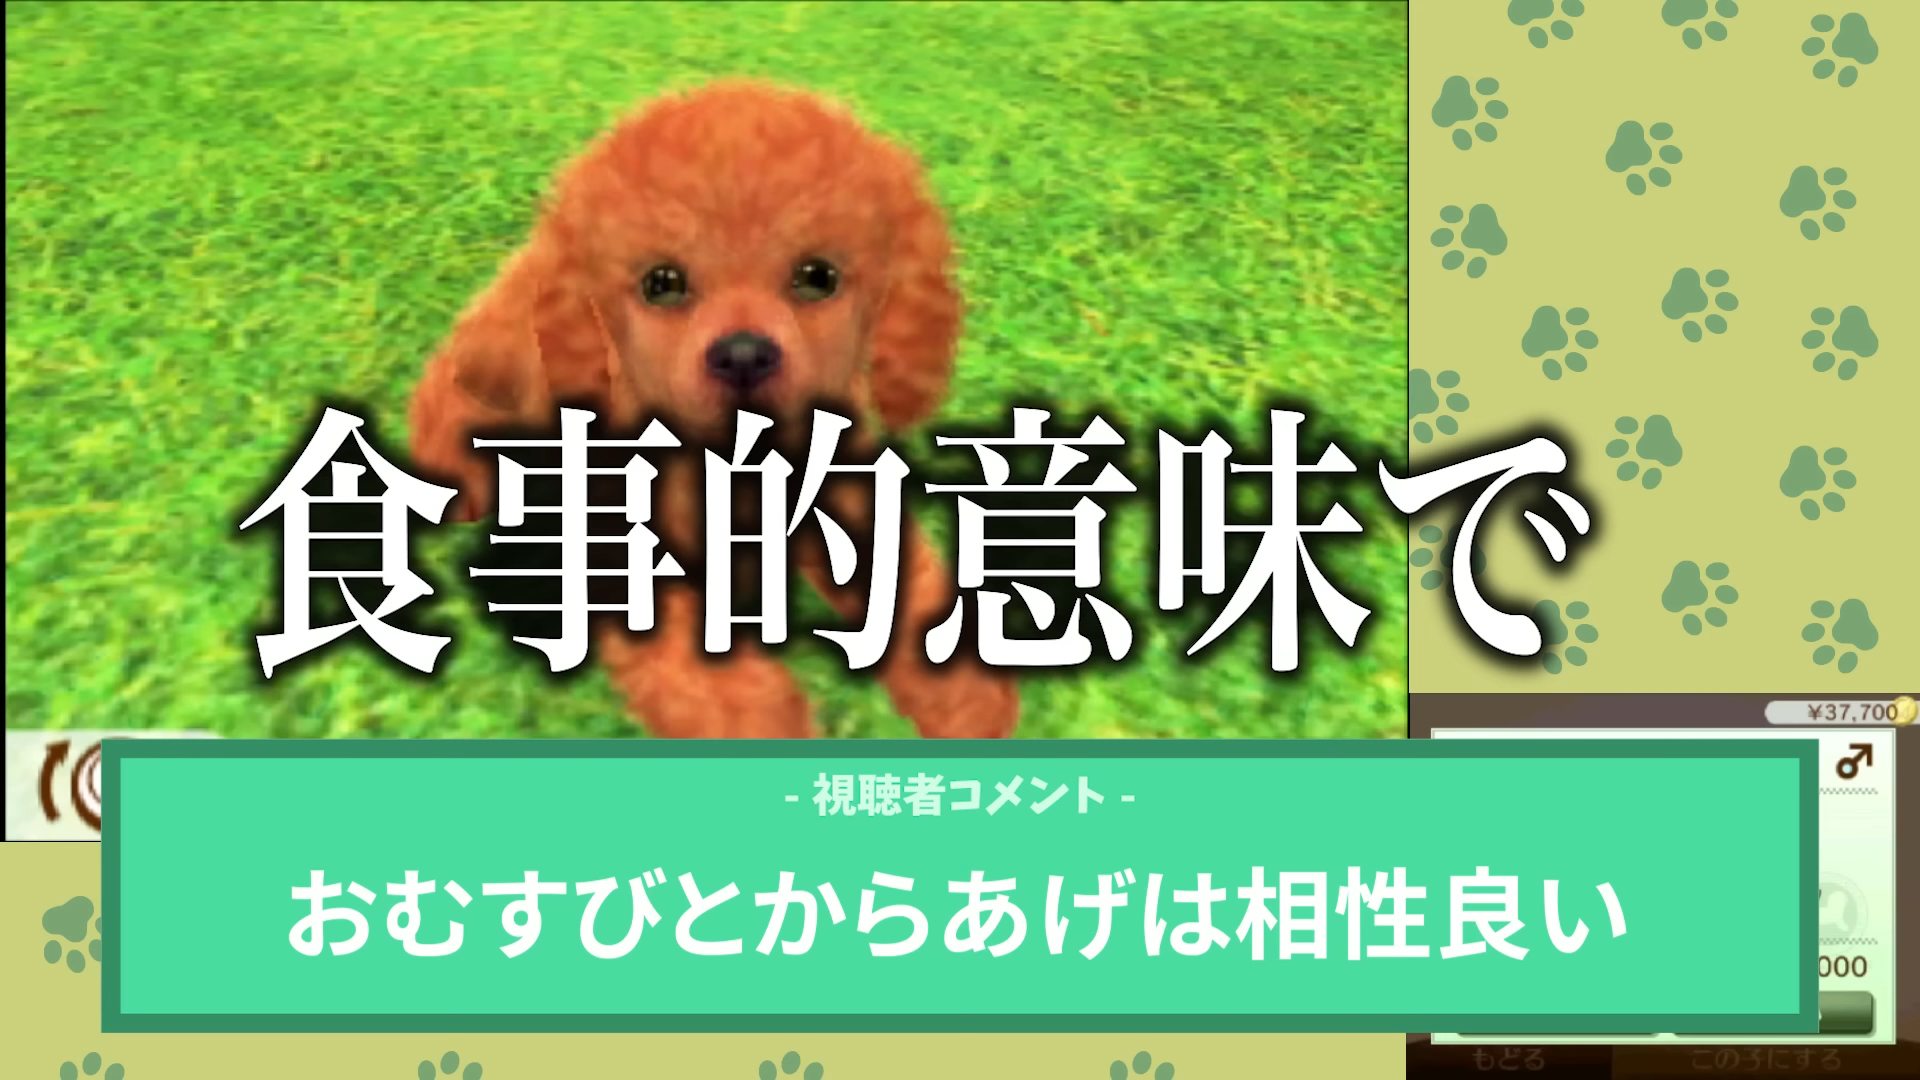 食事的意味で
¥37,700
♂
- 視聴者コメント -
おむすびとからあげは相性良い
000
もどる
この子にする